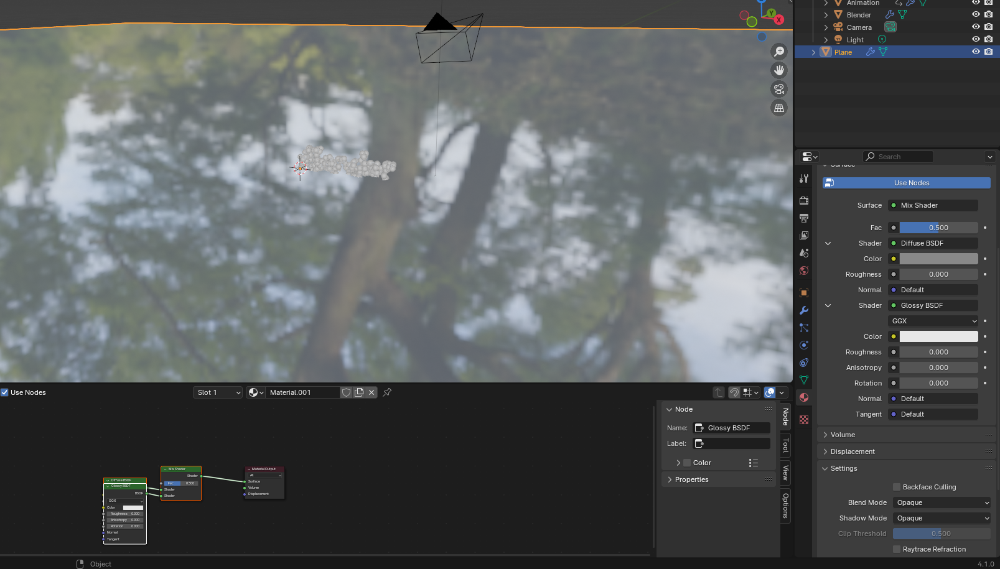 Animation
Blender
Camera
Light
Plane
Y
X
Search
Surface
Use Nodes
Surface Mix Shader
Fac 0.500
Shader Diffuse BSDF
Color
Roughness 0.000
Normal Default
Shader Glossy BSDF
GGX
Color
Roughness 0.000
Anisotropy 0.000
Rotation 0.000
Normal Default
Tangent Default
Volume
Displacement
Settings
Backface Culling
Blend Mode Opaque
Shadow Mode Opaque
Clip Threshold 0.500
Raytrace Refraction
Use Nodes Slot 1 Material.001
Node
Name: Glossy BSDF
Label:
Color
Properties
Node
Tool
View
Options
Diffuse BSDF
Glossy BSDF
BSDF
GGX
Color
Roughness 0.000
Anisotropy 0.000
Rotation 0.000
Normal
Tangent
Mix Shader
Shader
Fac 0.500
Shader
Shader
Material Output
All
Surface
Volume
Displacement
Object
4.1.0